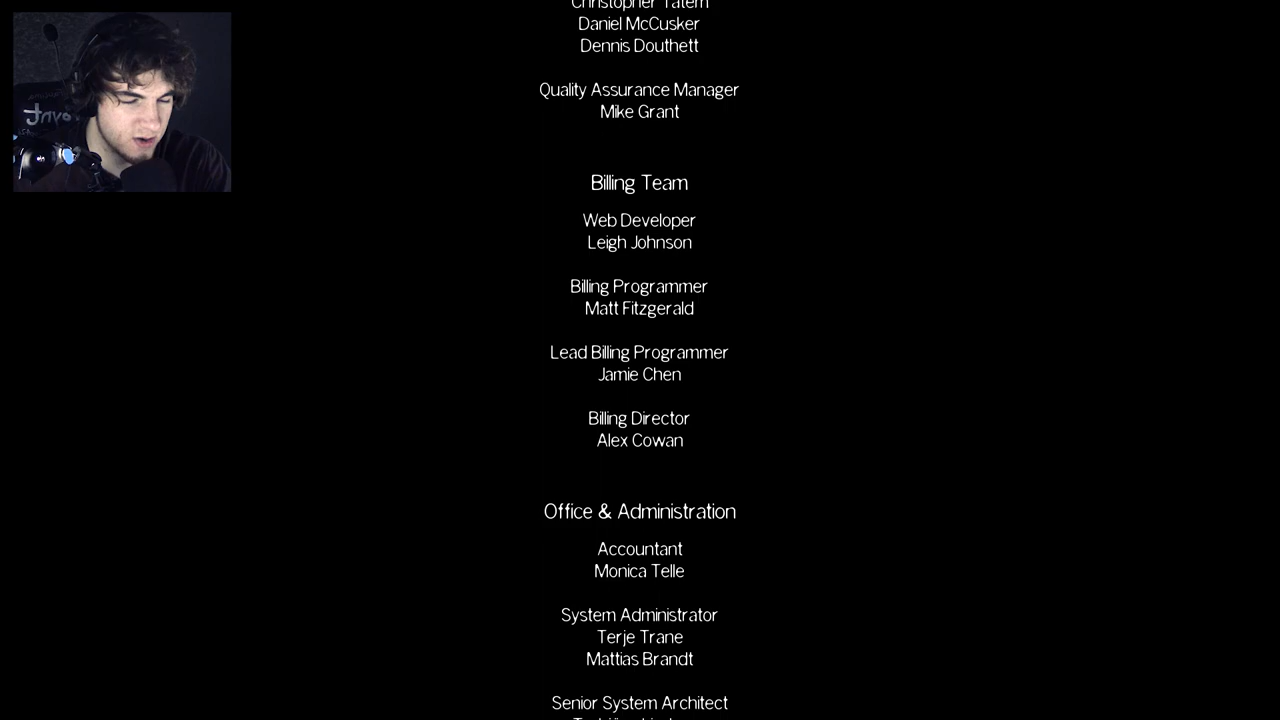 Christopher Tatem
Daniel McCusker
Dennis Douthett
Quality Assurance Manager
Mike Grant
Billing Team
Web Developer
Leigh Johnson
Billing Programmer
Matt Fitzgerald
Lead Billing Programmer
Jamie Chen
Billing Director
Alex Cowan
Office & Administration
Accountant
Monica Telle
System Administrator
Terje Trane
Mattias Brandt
Senior System Architect